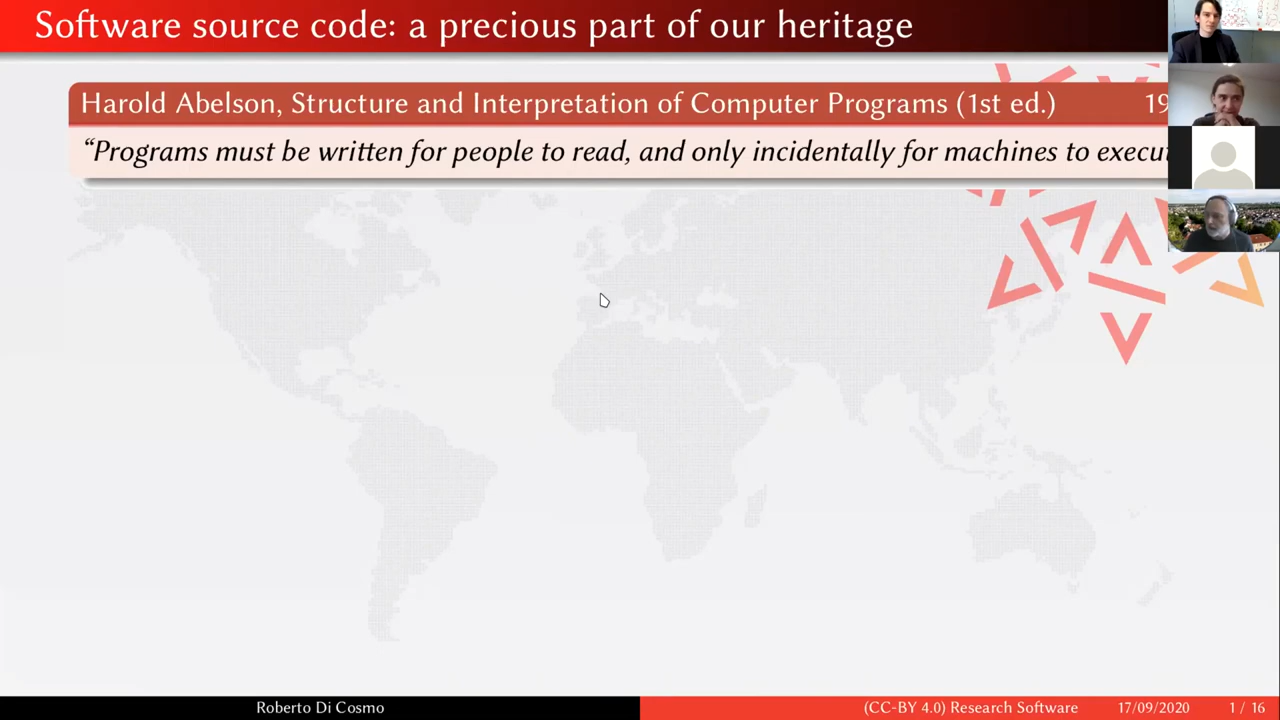 Software source code: a precious part of our heritage
Harold Abelson, Structure and Interpretation of Computer Programs (1st ed.) 19
“Programs must be written for people to read, and only incidentally for machines to execu
Roberto Di Cosmo (CC-BY 4.0) Research Software 17/09/2020 1 / 16